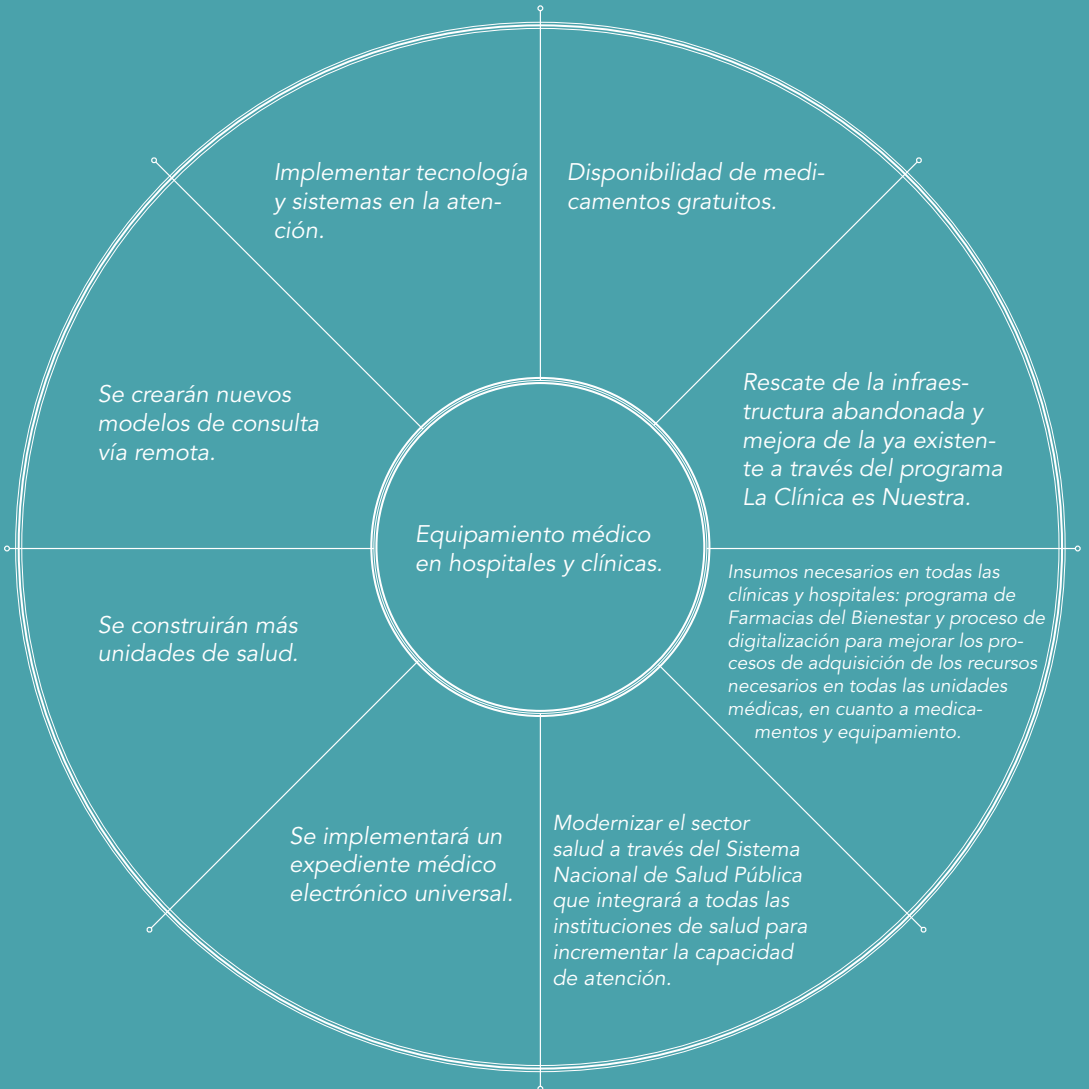 Implementar tecnología
y sistemas en la aten-
ción.
Disponibilidad de medi-
camentos gratuitos.
Se crearán nuevos
modelos de consulta
vía remota.
Rescate de la infraes-
tructura abandonada y
mejora de la ya existen-
te a través del programa
La Clínica es Nuestra.
Equipamiento médico
en hospitales y clínicas.
Se construirán más
unidades de salud.
Insumos necesarios en todas las
clínicas y hospitales: programa de
Farmacias del Bienestar y proceso de
digitalización para mejorar los pro-
cesos de adquisición de los recursos
necesarios en todas las unidades
médicas, en cuanto a medica-
mentos y equipamiento.
Se implementará un
expediente médico
electrónico universal.
Modernizar el sector
salud a través del Sistema
Nacional de Salud Pública
que integrará a todas las
instituciones de salud para
incrementar la capacidad
de atención.